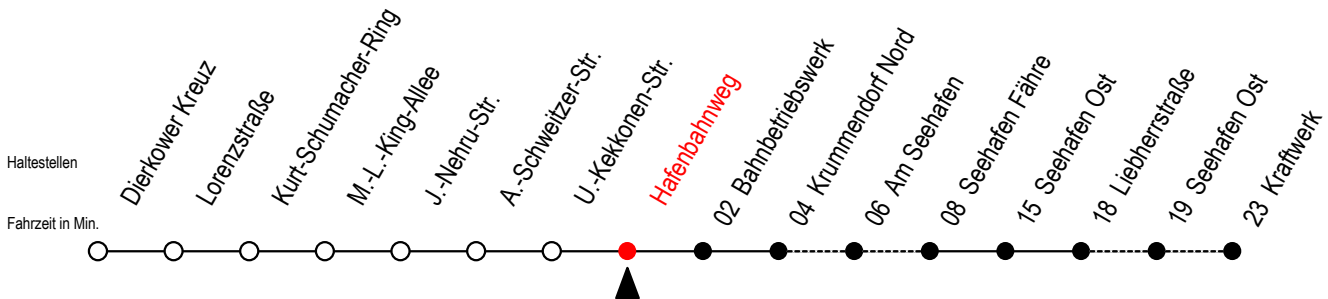 Haltestellen
Fahrzeit in Min.
Dierkower Kreuz
Lorenzstraße
Kurt-Schumacher-Ring
M.-L.-King-Allee
J.-Nehru-Str.
A.-Schweitzer-Str.
U.-Kekkonen-Str.
Hafenbahnweg
02 Bahnbetriebswerk
04 Krummendorf Nord
06 Am Seehafen
08 Seehafen Fähre
15 Seehafen Ost
18 Liebherrstraße
19 Seehafen Ost
23 Kraftwerk